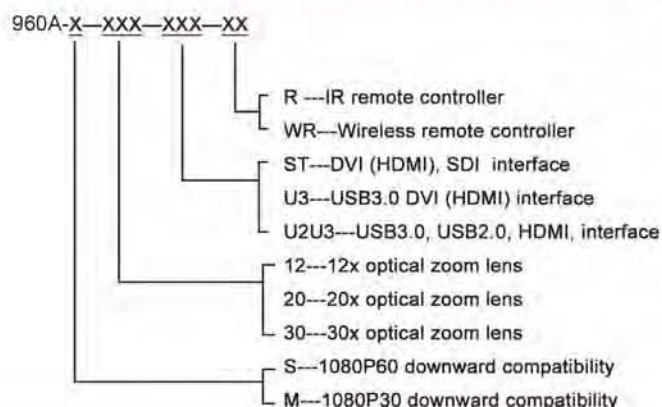 960A-X—XXX—XXX—XX
R ---IR remote controller
WR---Wireless remote controller
ST---DVI (HDMI), SDI interface
U3---USB3.0 DVI (HDMI) interface
U2U3---USB3.0, USB2.0, HDMI, interface
12---12x optical zoom lens
20---20x optical zoom lens
30---30x optical zoom lens
S---1080P60 downward compatibility
M---1080P30 downward compatibility